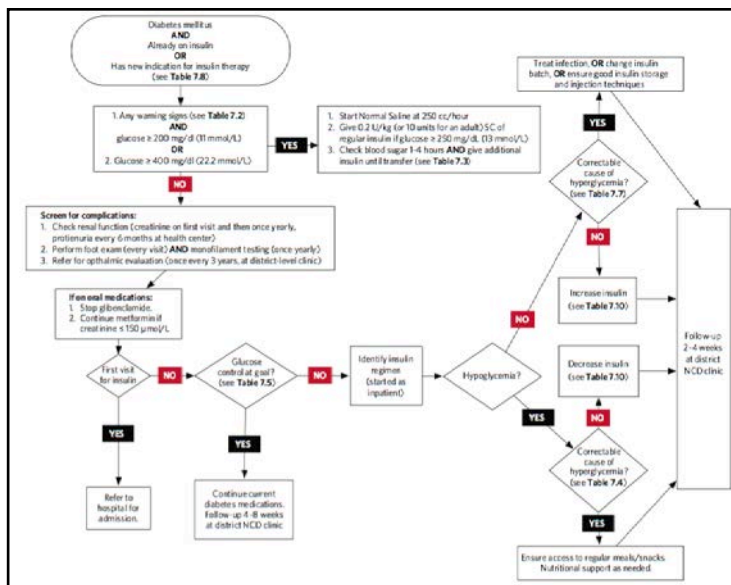 Diabetes mellitus
AND
Already on insulin
OR
Has new indication for insulin therapy
(see Table 7.8)
1. Any warning signs (see Table 7.2)
AND
glucose ≥ 200 mg/dl (11 mmol/L)
OR
2. Glucose ≥ 400 mg/dl (22.2 mmol/L)
YES
1. Start Normal Saline at 250 cc/hour
2. Give 0.2 U/kg (or 10 units for an adult) SC of
regular insulin if glucose ≥ 250 mg/dL (13 mmol/L)
3. Check blood sugar 1-4 hours AND give additional
insulin until transfer (see Table 7.3)
NO
Screen for complications:
1. Check renal function (creatinine on first visit and then once yearly,
protienuria every 6 months at health center)
2. Perform foot exam (every visit) AND monofilament testing (once yearly)
3. Refer for opthalmic evaluation (once every 3 years, at district-level clinic)
If on oral medications:
1. Stop glibenclamide.
2. Continue metformin if
creatinine ≤ 150 µmol/L
First visit
for insulin
NO
Glucose
control at goal?
(see Table 7.5)
NO
Identify insulin
regimen
(started as
inpatient)
Hypoglycemia?
YES
Refer to
hospital for
admission.
YES
Continue current
diabetes medications.
Follow-up 4-8 weeks
at district NCD clinic
NO
Correctable
cause of
hyperglycemia?
(see Table
7.7)
YES
Treat infection, OR change insulin
batch, OR ensure good insulin storage
and injection techniques
NO
Increase insulin
(see Table 7.10)
Decrease insulin
(see Table 7.10)
NO
YES
Correctable
cause of
hyperglycemia?
(see Table 7.4)
YES
Ensure access to regular meals/snacks.
Nutritional support as needed.
Follow-up
2-4 weeks
at district
NCD clinic